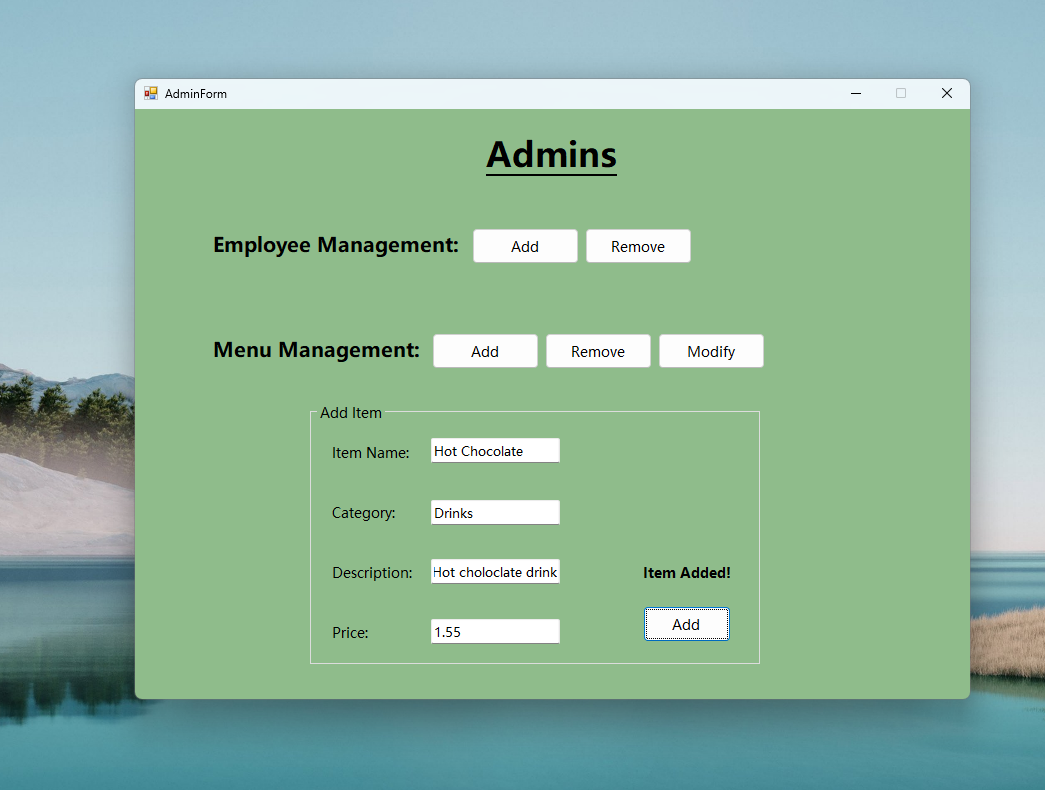 AdminForm
Admins
Employee Management: Add Remove
Menu Management: Add Remove Modify
Add Item
Item Name: Hot Chocolate
Category: Drinks
Description: Hot choloclate drink Item Added!
Price: 1.55 Add